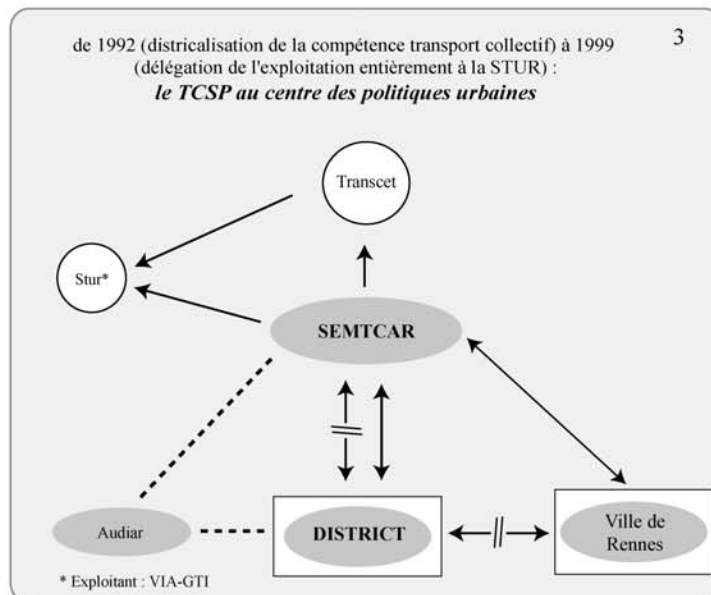 3
de 1992 (districalisation de la compétence transport collectif) à 1999
(délégation de l'exploitation entièrement à la STUR) :
le TCSP au centre des politiques urbaines
Transcet
Stur*
SEMTCAR
Audiar
DISTRICT
Ville de
Rennes
* Exploitant : VIA-GTI